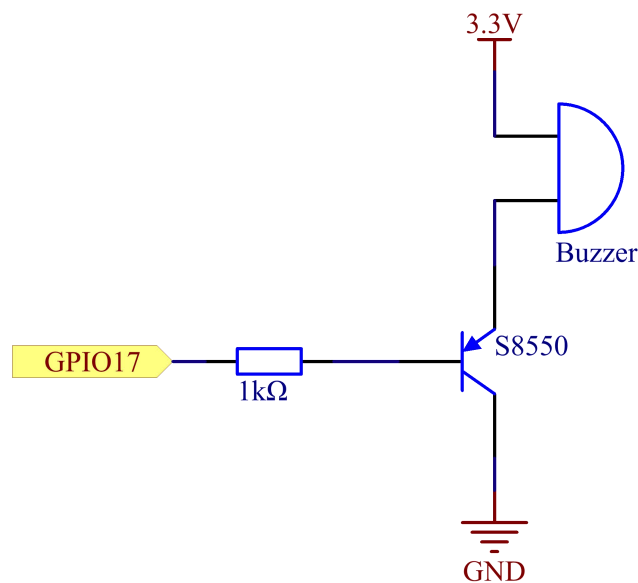 3.3V
Buzzer
S8550
GPIO17
1kΩ
GND